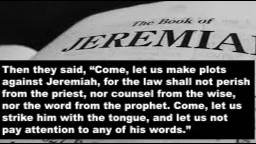 The Book of
JEREMIA
Then they said, “Come, let us make plots
against Jeremiah, for the law shall not perish
from the priest, nor counsel from the wise,
nor the word from the prophet. Come, let us
strike him with the tongue, and let us not
pay attention to any of his words.”